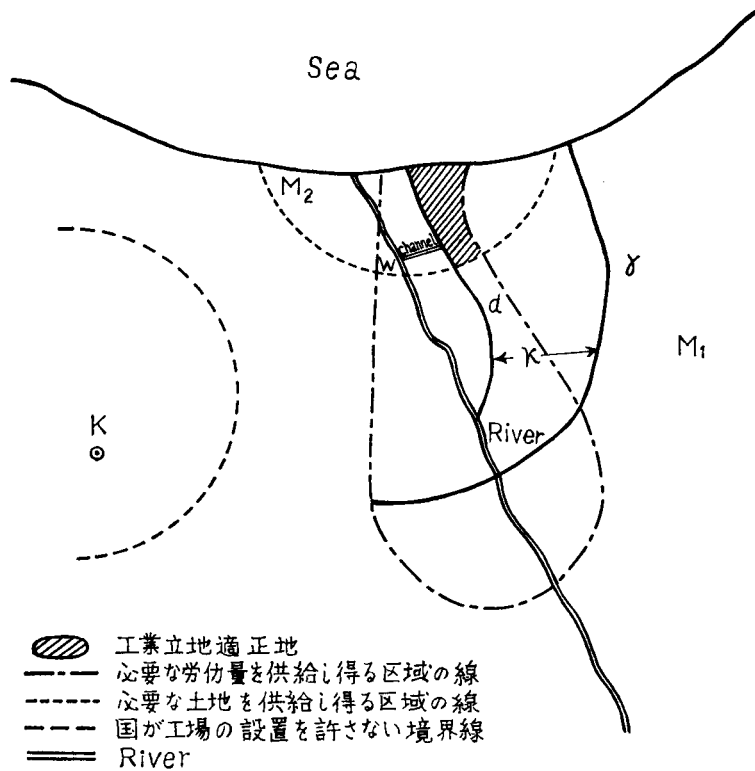 Sea
M₂
channel
W
γ
α
κ
M₁
K
River
工業立地適正地
必要な労仂量を供給し得る区域の線
必要な土地を供給し得る区域の線
国が工場の設置を許さない境界線
River